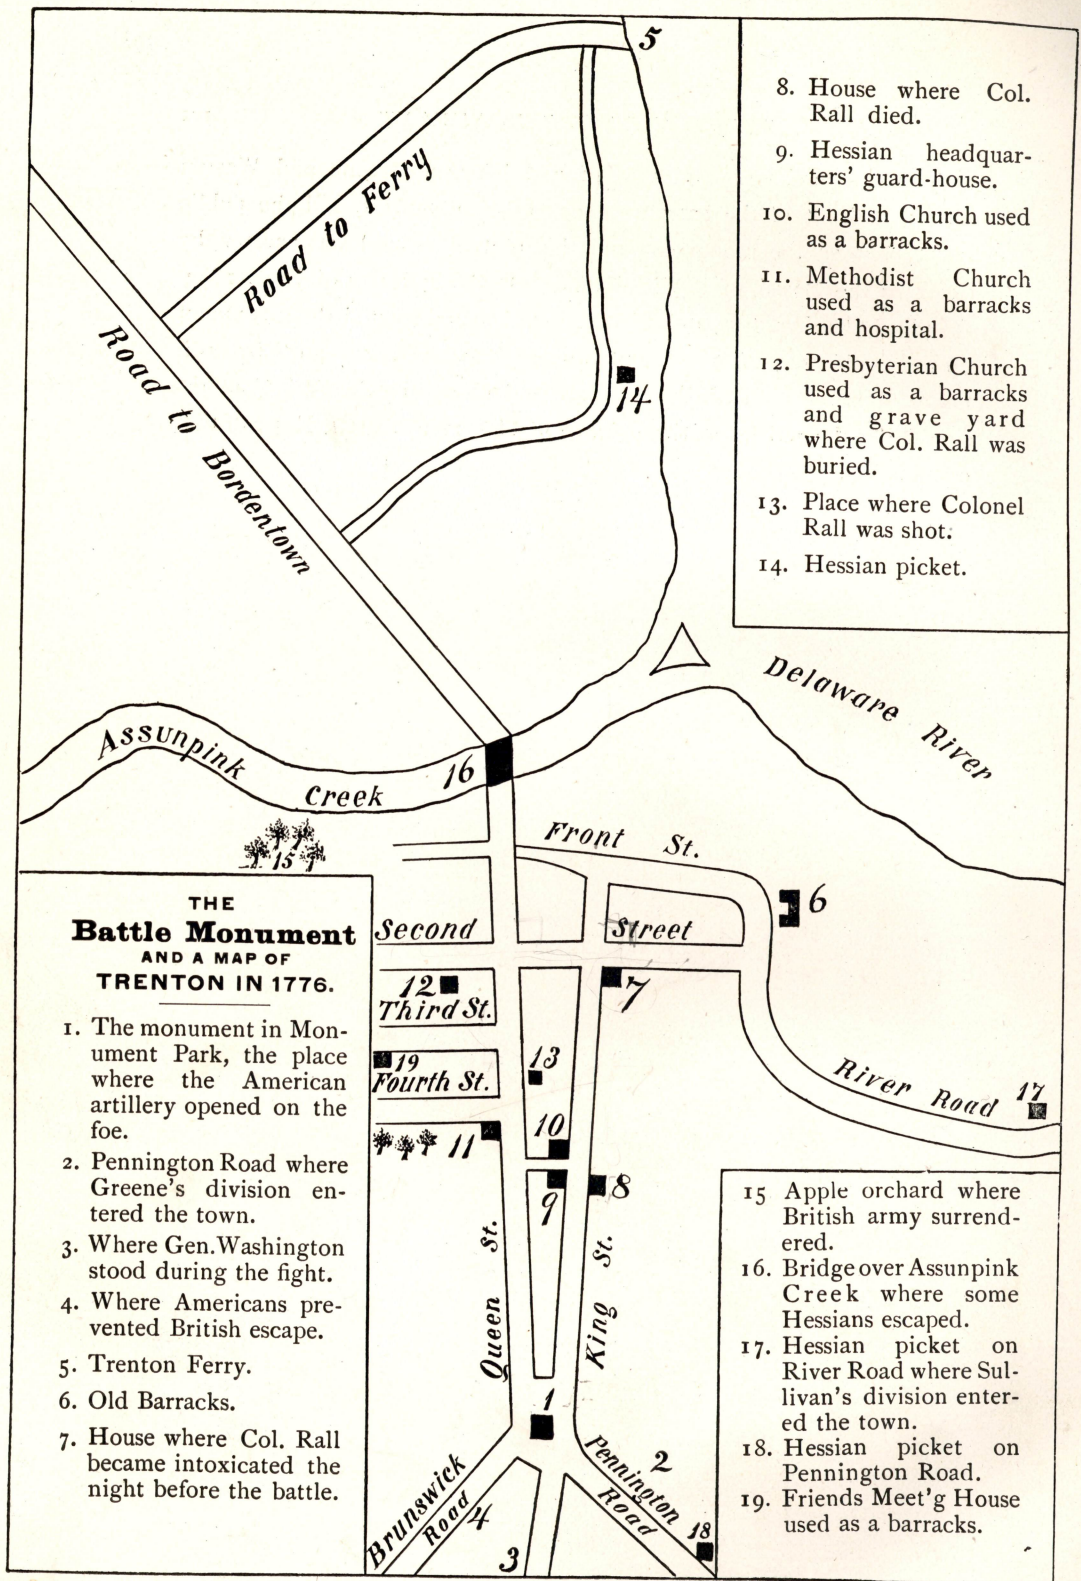 5
Road to Ferry
Road to Bordentown
14
8. House where Col.
Rall died.
9. Hessian headquar-
ters' guard-house.
10. English Church used
as a barracks.
11. Methodist Church
used as a barracks
and hospital.
12. Presbyterian Church
used as a barracks
and grave yard
where Col. Rall was
buried.
13. Place where Colonel
Rall was shot.
14. Hessian picket.
Delaware River
Assunpink
Creek
16
15
Front St.
6
Second Street
12
Third St.
7
19
Fourth St.
13
River Road
17
10
11
9
8
Queen St.
King St.
1
Brunswick
Road
4
3
Pennington
Road
2
18
THE
Battle Monument
AND A MAP OF
TRENTON IN 1776.
1. The monument in Mon-
ument Park, the place
where the American
artillery opened on the
foe.
2. Pennington Road where
Greene's division en-
tered the town.
3. Where Gen. Washington
stood during the fight.
4. Where Americans pre-
vented British escape.
5. Trenton Ferry.
6. Old Barracks.
7. House where Col. Rall
became intoxicated the
night before the battle.
15 Apple orchard where
British army surrend-
ered.
16. Bridge over Assunpink
Creek where some
Hessians escaped.
17. Hessian picket on
River Road where Sul-
livan's division enter-
ed the town.
18. Hessian picket on
Pennington Road.
19. Friends Meet'g House
used as a barracks.